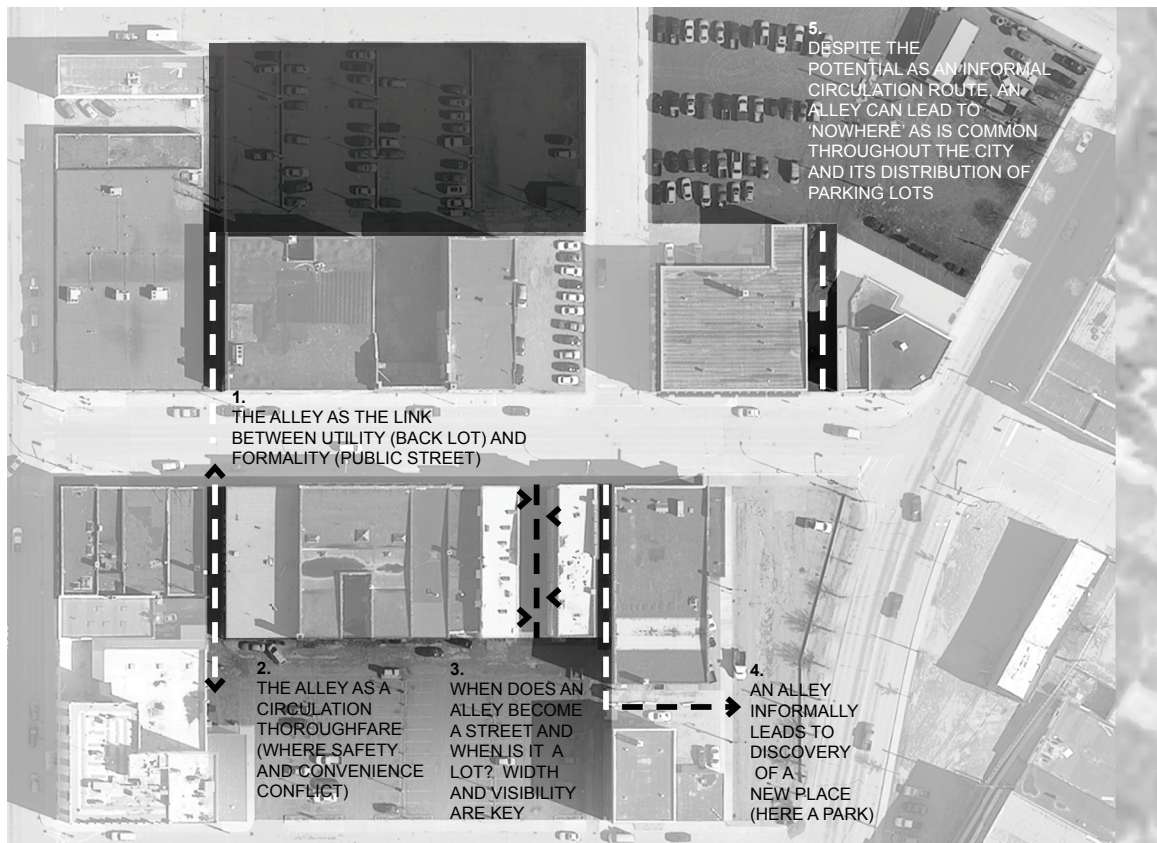 1.
THE ALLEY AS THE LINK
BETWEEN UTILITY (BACK LOT) AND
FORMALITY (PUBLIC STREET)
2.
THE ALLEY AS A
CIRCULATION
THOROUGHFARE
(WHERE SAFETY
AND CONVENIENCE
CONFLICT)
3.
WHEN DOES AN
ALLEY BECOME
A STREET AND
WHEN IS IT A
LOT? WIDTH
AND VISIBILITY
ARE KEY
4.
AN ALLEY
INFORMALLY
LEADS TO
DISCOVERY
OF A
NEW PLACE
(HERE A PARK)
5.
DESPITE THE
POTENTIAL AS AN INFORMAL
CIRCULATION ROUTE, AN
ALLEY CAN LEAD TO
‘NOWHERE’ AS IS COMMON
THROUGHOUT THE CITY
AND ITS DISTRIBUTION OF
PARKING LOTS